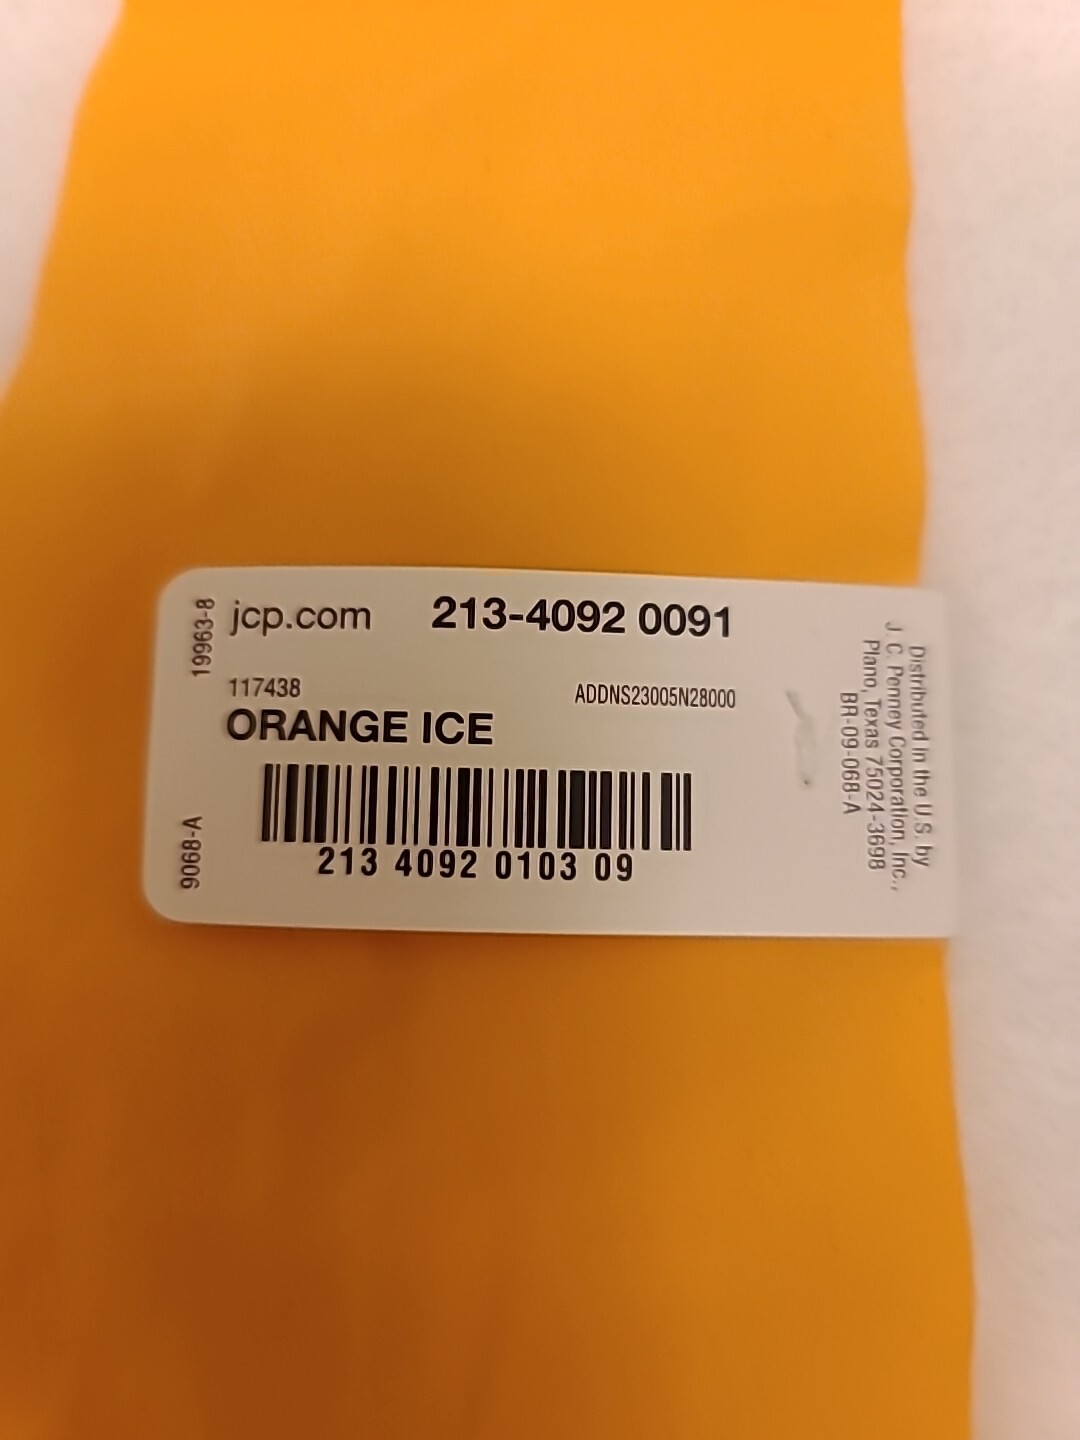 jcp.com 213-4092 0091
117438 ADDNS23005N28000
ORANGE ICE
213 4092 0103 09
19963-8
9068-A
Distributed in the U.S. by
J. C. Penney Corporation, Inc.,
Plano, Texas 75024-3698
BR-09-068-A